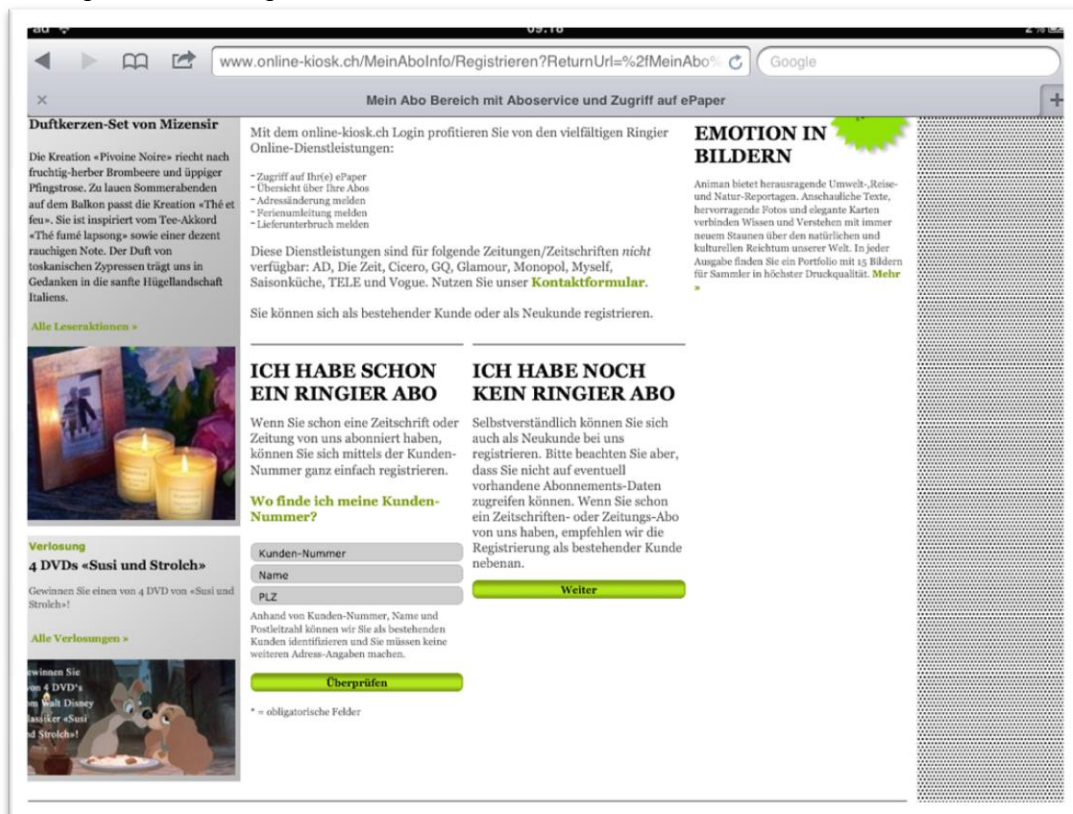 09:18
www.online-kiosk.ch/MeinAboInfo/Registrieren?ReturnUrl=%2fMeinAbo%
Google
Mein Abo Bereich mit Aboservice und Zugriff auf ePaper
Duftkerzen-Set von Mizensir
Die Kreation «Pivoine Noire» riecht nach
fruchtig-herber Brombeere und üppiger
Pfingstrose. Zu lauen Sommerabenden
auf dem Balkon passt die Kreation «Thé et
feu». Sie ist inspiriert vom Tee-Akkord
«Thé fumé lapsong» sowie einer dezent
rauchigen Note. Der Duft von
toskanischen Zypressen trägt uns in
Gedanken in die sanfte Hügellandschaft
Italiens.
Alle Leseraktionen »
Verlosung
4 DVDs «Susi und Strolch»
Gewinnen Sie einen von 4 DVD von «Susi und
Strolch»!
Alle Verlosungen »
ewinnen Sie
on 4 DVD's
om Walt Disney
lassiker «Susi
nd Strolch»!
Mit dem online-kiosk.ch Login profitieren Sie von den vielfältigen Ringier
Online-Dienstleistungen:
- Zugriff auf Ihr(e) ePaper
- Übersicht über Ihre Abos
- Adressänderung melden
- Ferienumleitung melden
- Lieferunterbruch melden
Diese Dienstleistungen sind für folgende Zeitungen/Zeitschriften nicht
verfügbar: AD, Die Zeit, Cicero, GQ, Glamour, Monopol, Myself,
Saisonküche, TELE und Vogue. Nutzen Sie unser Kontaktformular.
Sie können sich als bestehender Kunde oder als Neukunde registrieren.
ICH HABE SCHON
EIN RINGIER ABO
Wenn Sie schon eine Zeitschrift oder
Zeitung von uns abonniert haben,
können Sie sich mittels der Kunden-
Nummer ganz einfach registrieren.
Wo finde ich meine Kunden-
Nummer?
Kunden-Nummer
Name
PLZ
Anhand von Kunden-Nummer, Name und
Postleitzahl können wir Sie als bestehenden
Kunden identifizieren und Sie müssen keine
weiteren Adress-Angaben machen.
Überprüfen
* = obligatorische Felder
ICH HABE NOCH
KEIN RINGIER ABO
Selbstverständlich können Sie sich
auch als Neukunde bei uns
registrieren. Bitte beachten Sie aber,
dass Sie nicht auf eventuell
vorhandene Abonnements-Daten
zugreifen können. Wenn Sie schon
ein Zeitschriften- oder Zeitungs-Abo
von uns haben, empfehlen wir die
Registrierung als bestehender Kunde
nebenan.
Weiter
EMOTION IN
BILDERN
Animan bietet herausragende Umwelt-,Reise-
und Natur-Reportagen. Anschauliche Texte,
hervorragende Fotos und elegante Karten
verbinden Wissen und Verstehen mit immer
neuem Staunen über den natürlichen und
kulturellen Reichtum unserer Welt. In jeder
Ausgabe finden Sie ein Portfolio mit 15 Bildern
für Sammler in höchster Druckqualität. Mehr
»